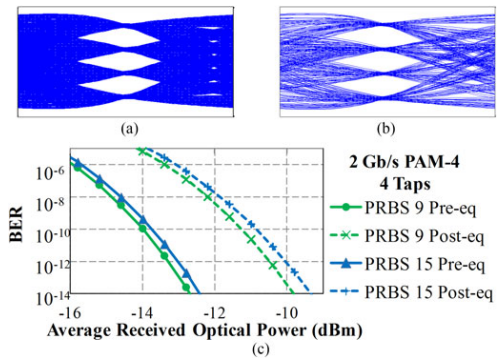 (a)
(b)
2 Gb/s PAM-4
4 Taps
PRBS 9 Pre-eq
PRBS 9 Post-eq
PRBS 15 Pre-eq
PRBS 15 Post-eq
BER
10-6
10-8
10-10
10-12
10-14
-16
-14
-12
-10
Average Received Optical Power (dBm)
(c)